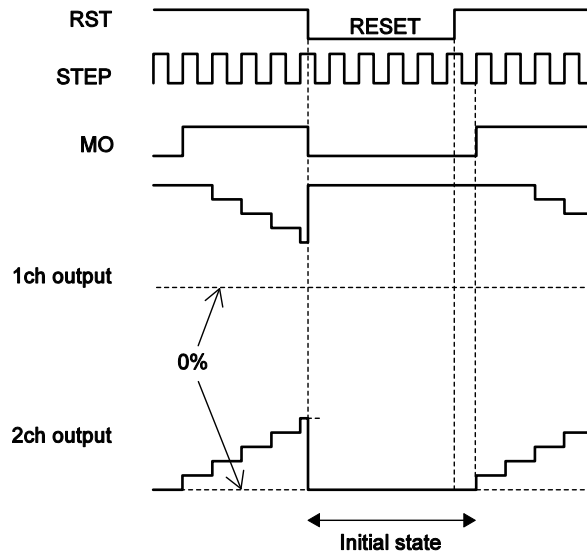 RST
RESET
STEP
MO
1ch output
0%
2ch output
Initial state